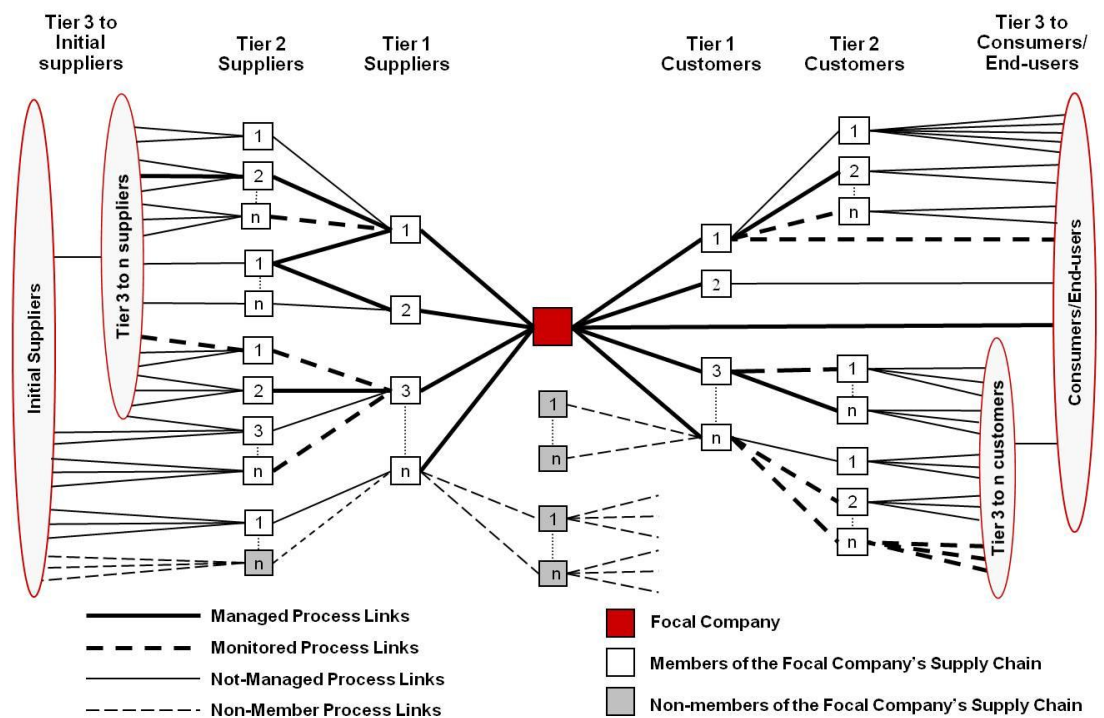 Tier 3 to
Initial
suppliers
Tier 2
Suppliers
Tier 1
Suppliers
Tier 1
Customers
Tier 2
Customers
Tier 3 to
Consumers/
End-users
Initial Suppliers
Tier 3 to n suppliers
1
2
n
1
n
1
2
3
n
1
n
1
2
3
n
1
n
1
n
1
2
3
n
1
2
n
1
n
1
2
n
Tier 3 to n customers
Consumers/End-users
Managed Process Links
Monitored Process Links
Not-Managed Process Links
Non-Member Process Links
Focal Company
Members of the Focal Company's Supply Chain
Non-members of the Focal Company's Supply Chain